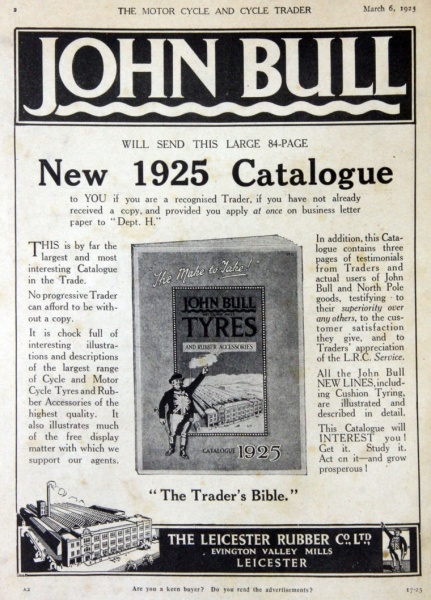 2
THE MOTOR CYCLE AND CYCLE TRADER
March 6, 1925
JOHN BULL
WILL SEND THIS LARGE 84-PAGE
New 1925 Catalogue
to YOU if you are a recognised Trader, if you have not already
received a copy, and provided you apply at once on business letter
paper to "Dept. H."
THIS is by far the
largest and most
interesting Catalogue
in the Trade.
No progressive Trader
can afford to be with-
out a copy.
It is chock full of
interesting illustra-
tions and descriptions
of the largest range
of Cycle and Motor
Cycle Tyres and Rub-
ber Accessories of the
highest quality. It
also illustrates much
of the free display
matter with which we
support our agents.
The Make to Take!
JOHN BULL
TYRES
AND RUBBER ACCESSORIES
CATALOGUE 1925
In addition, this Cata-
logue contains three
pages of testimonials
from Traders and
actual users of John
Bull and North Pole
goods, testifying to
their superiority over
any others, to the cus-
tomer satisfaction
they give, and to
Traders' appreciation
of the L.R.C. Service.
All the John Bull
NEW LINES, includ-
ing Cushion Tyring,
are illustrated and
described in detail.
This Catalogue will
INTEREST you!
Get it. Study it.
Act on it—and grow
prosperous!
"The Trader's Bible."
THE LEICESTER RUBBER CO. LTD.,
EVINGTON VALLEY MILLS
LEICESTER
A2
Are you a keen buyer? Do you read the advertisements?
17-23